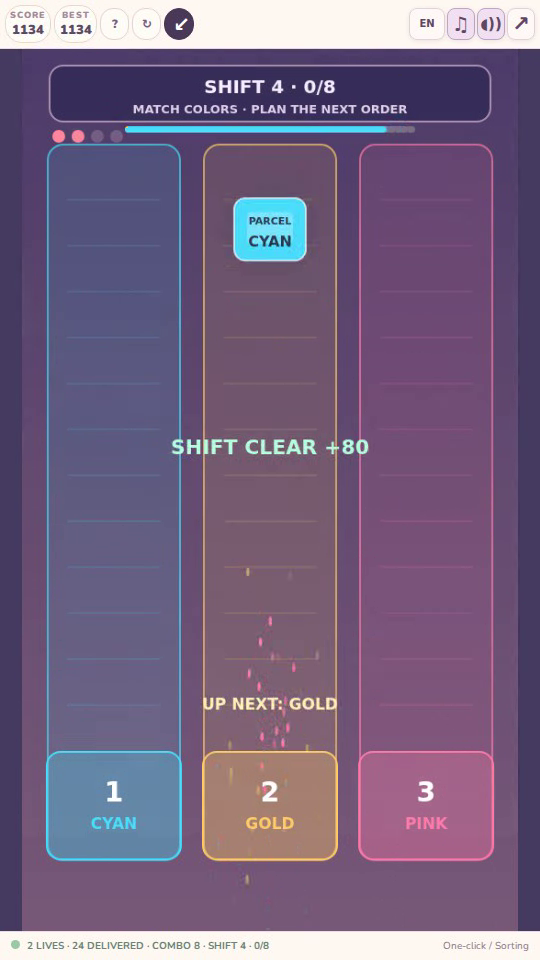 SCORE
1134
BEST
1134
?
↻
↙
EN
♫
↗
SHIFT 4 · 0/8
MATCH COLORS · PLAN THE NEXT ORDER
PARCEL
CYAN
SHIFT CLEAR +80
UP NEXT: GOLD
1
CYAN
2
GOLD
3
PINK
2 LIVES · 24 DELIVERED · COMBO 8 · SHIFT 4 · 0/8
One-click / Sorting